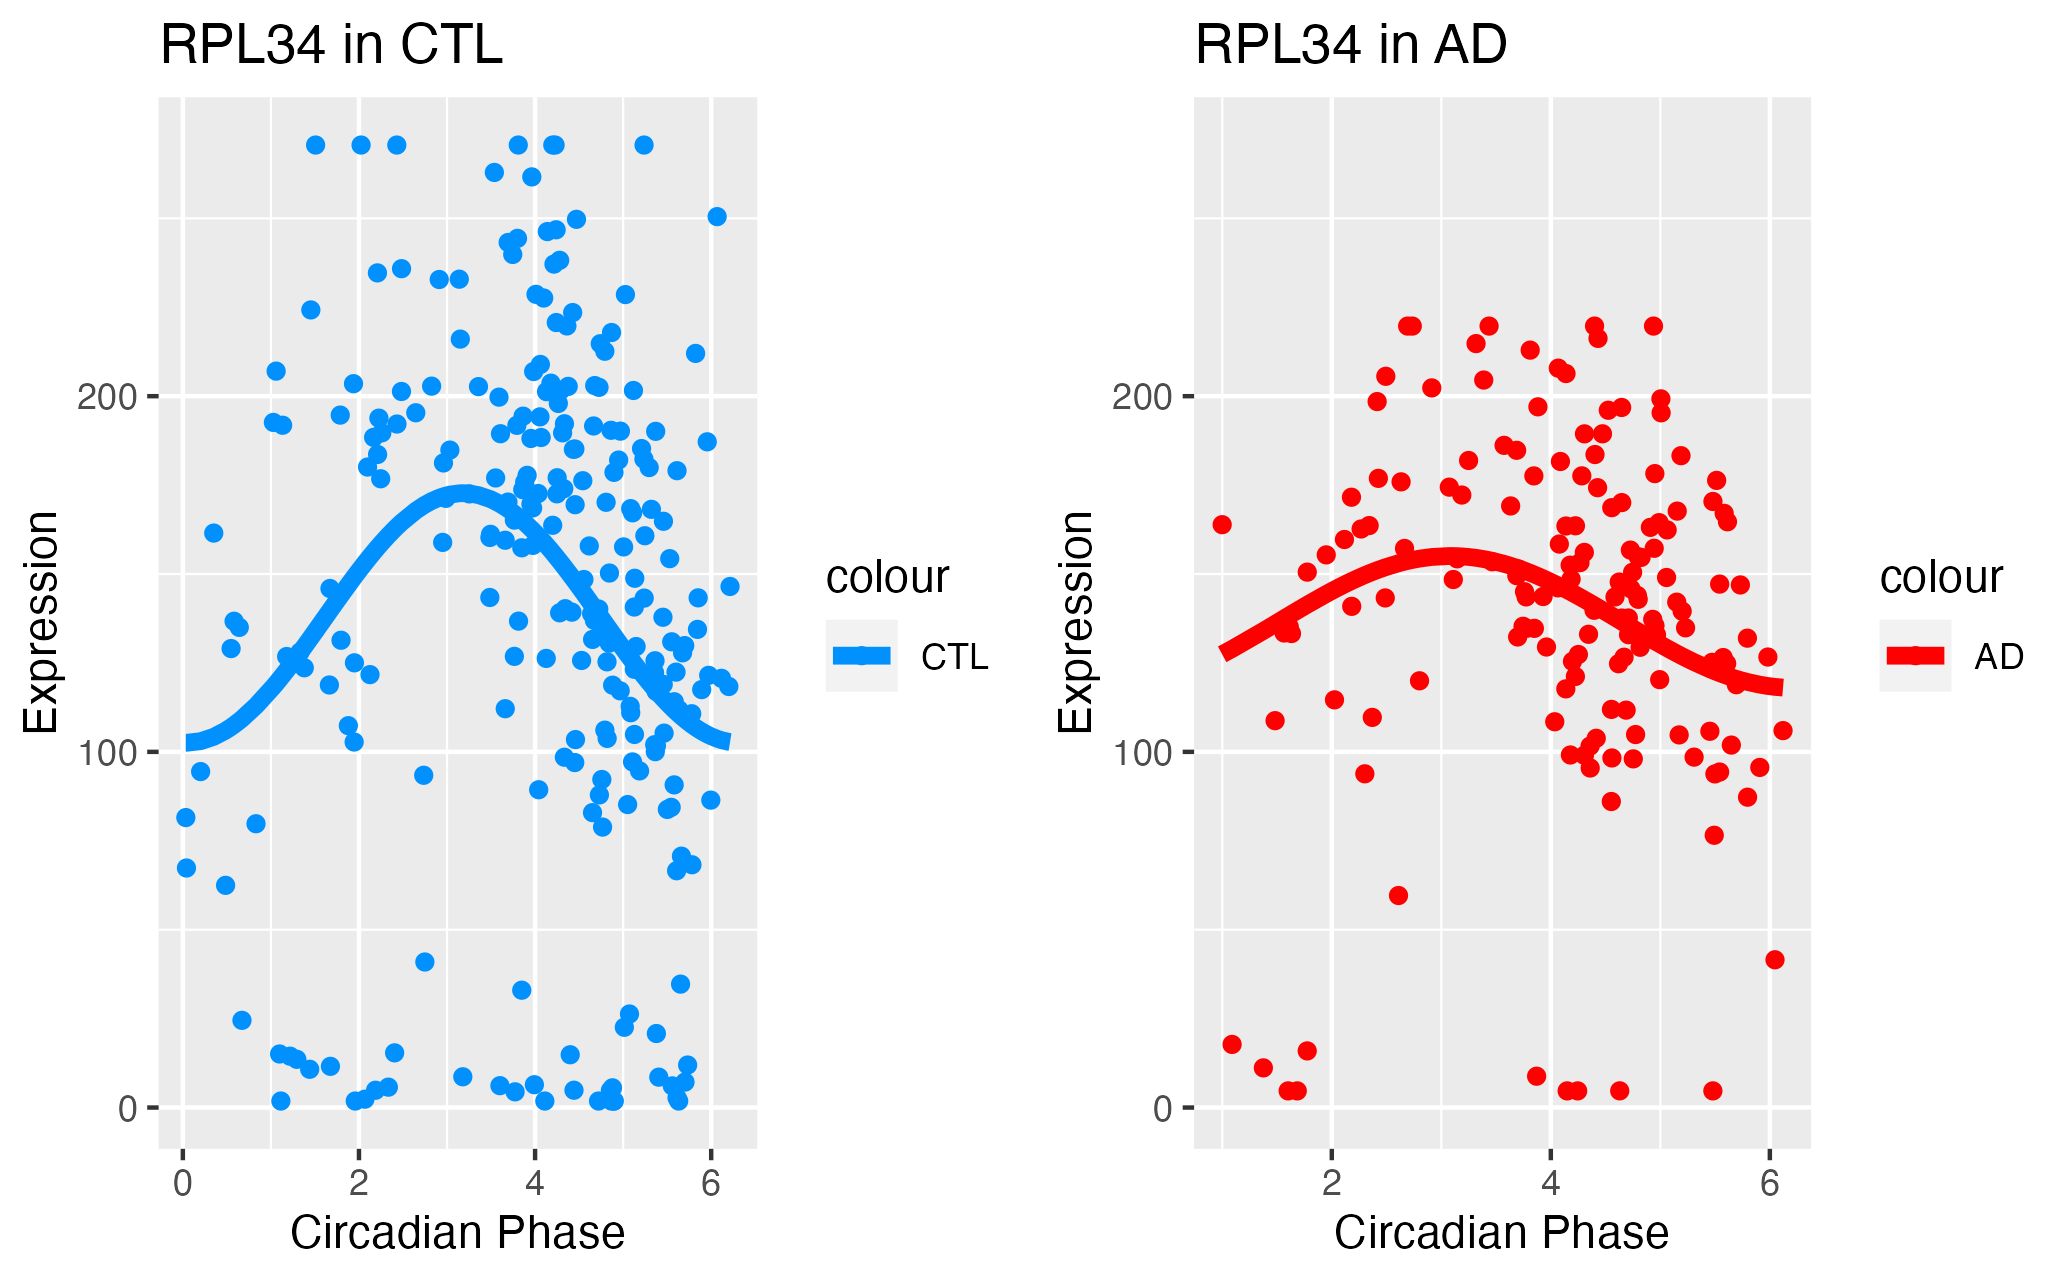 RPL34 in CTL
Expression
200
100
0
0 2 4 6
Circadian Phase
colour
CTL
RPL34 in AD
Expression
200
100
0
2 4 6
Circadian Phase
colour
AD